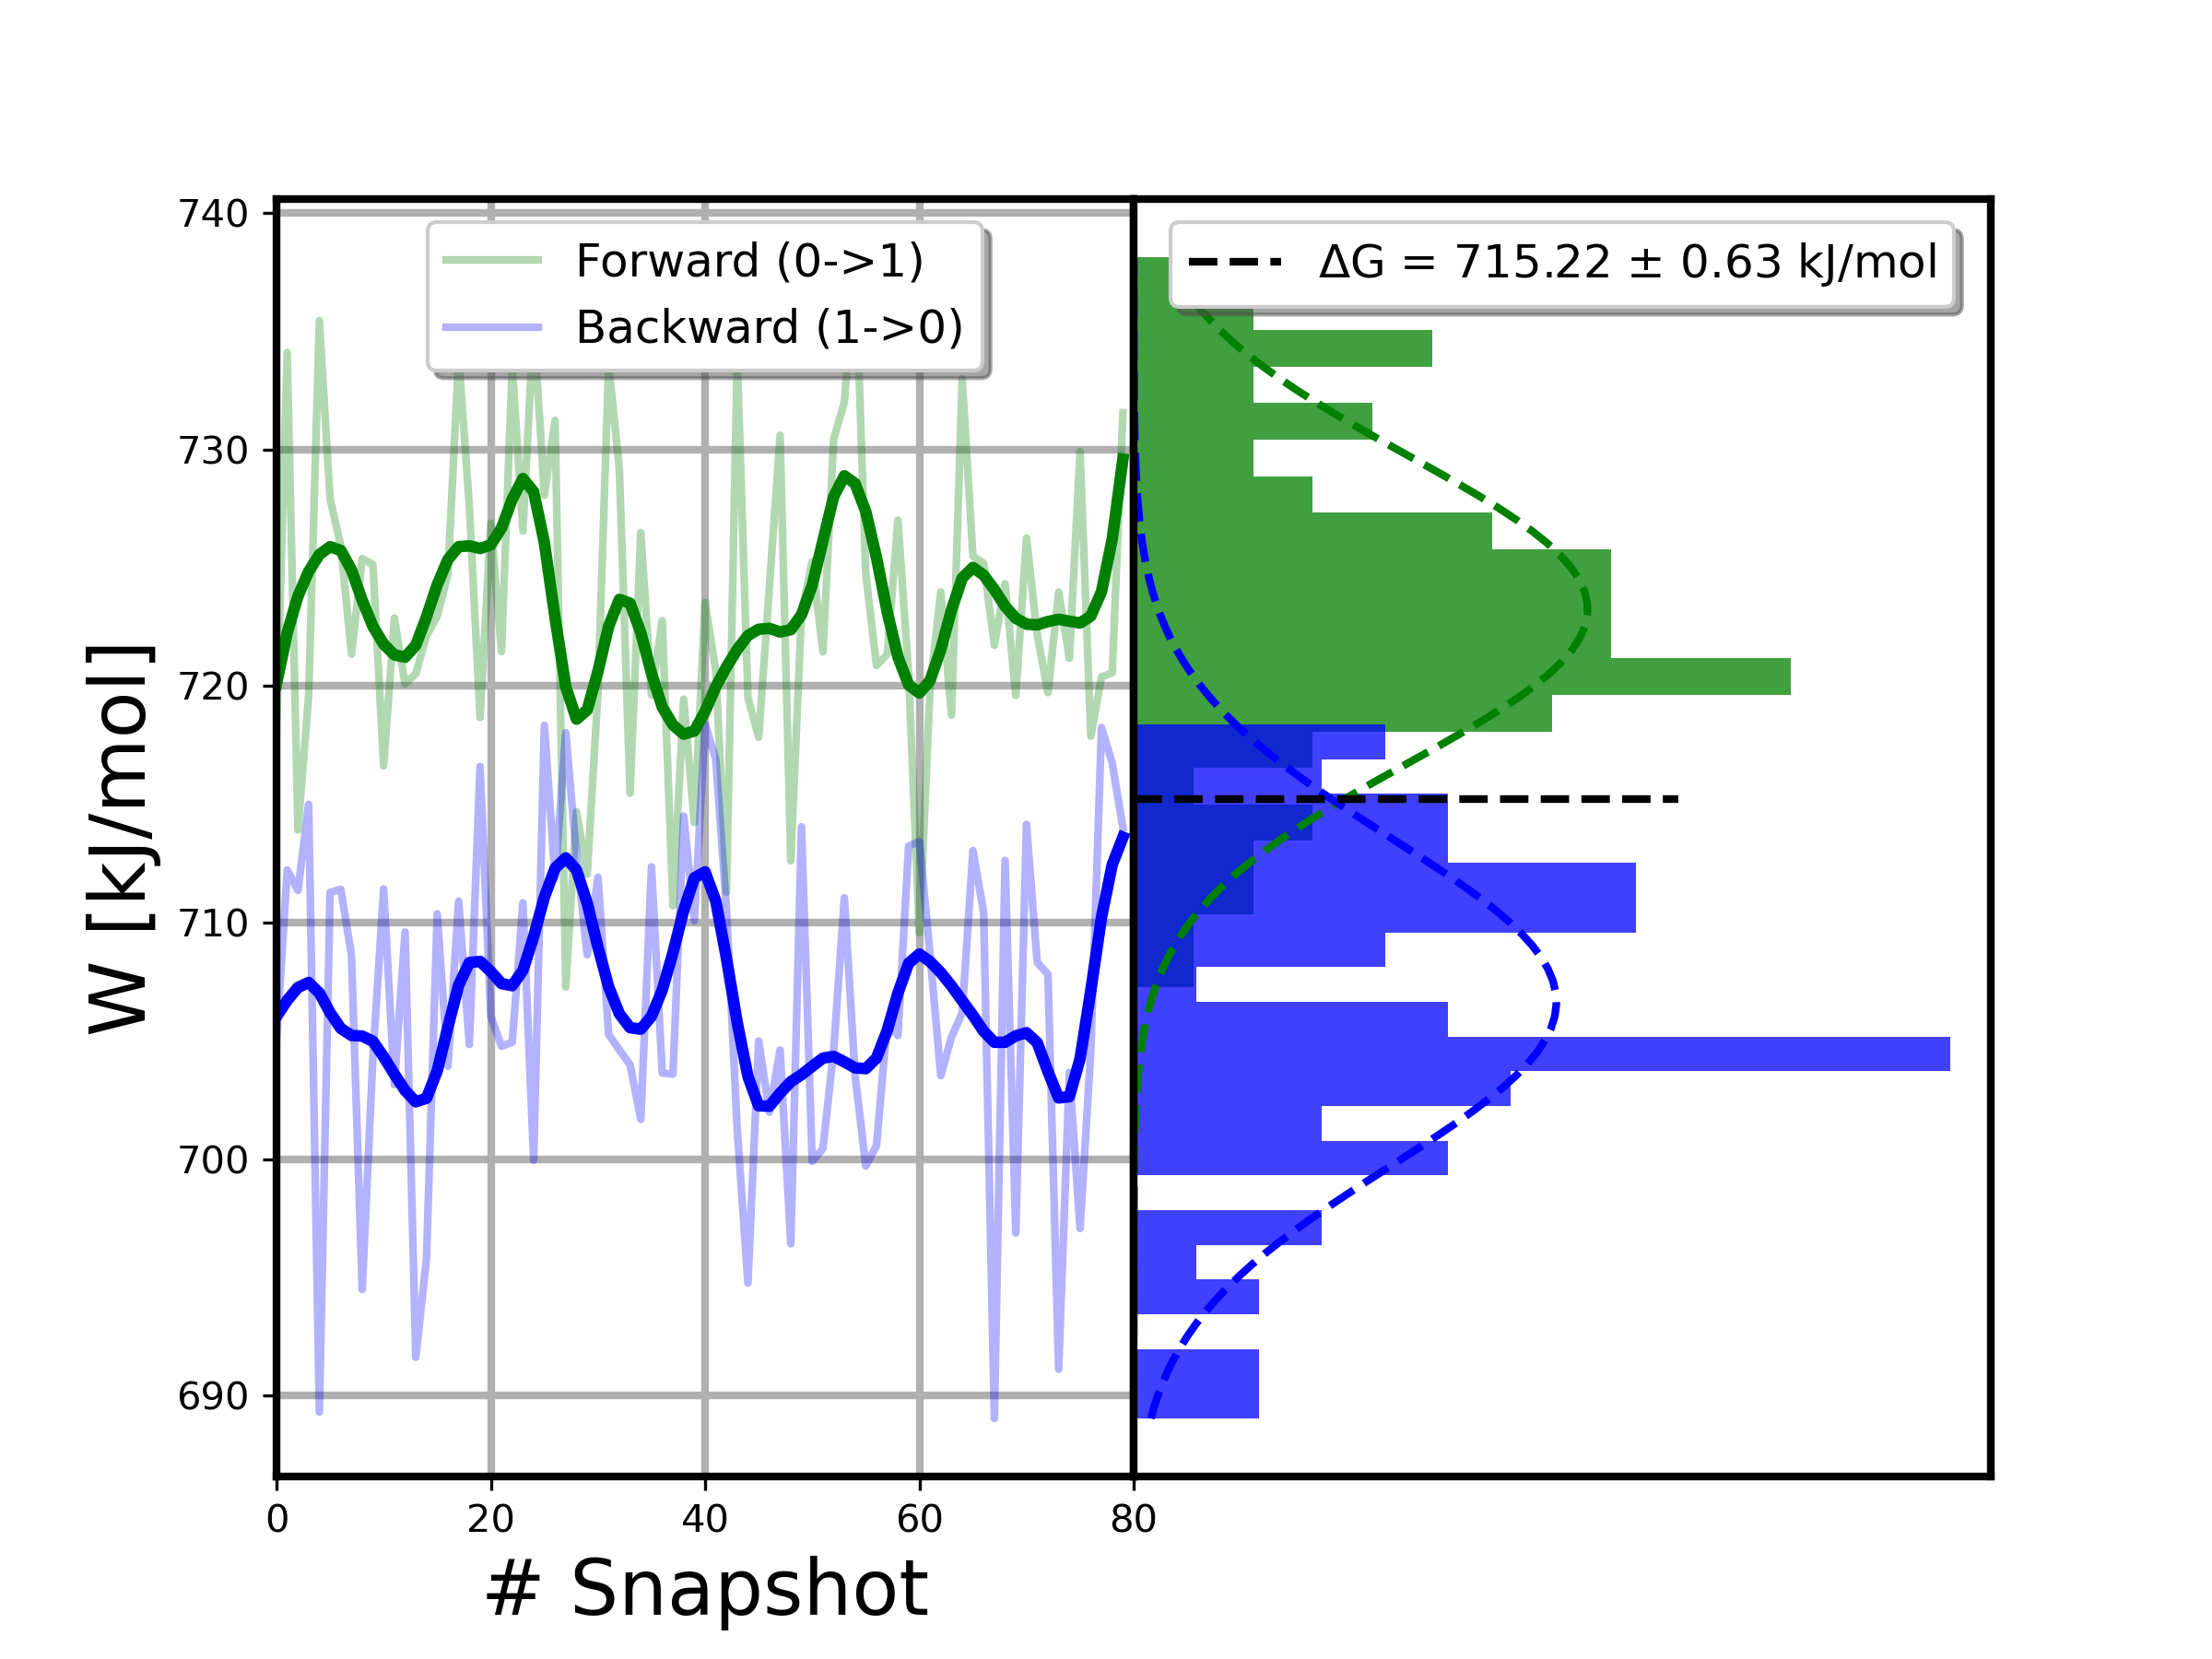 740
730
720
710
700
690
W [kJ/mol]
Forward (0->1)
Backward (1->0)
ΔG = 715.22 ± 0.63 kJ/mol
0 20 40 60 80
# Snapshot